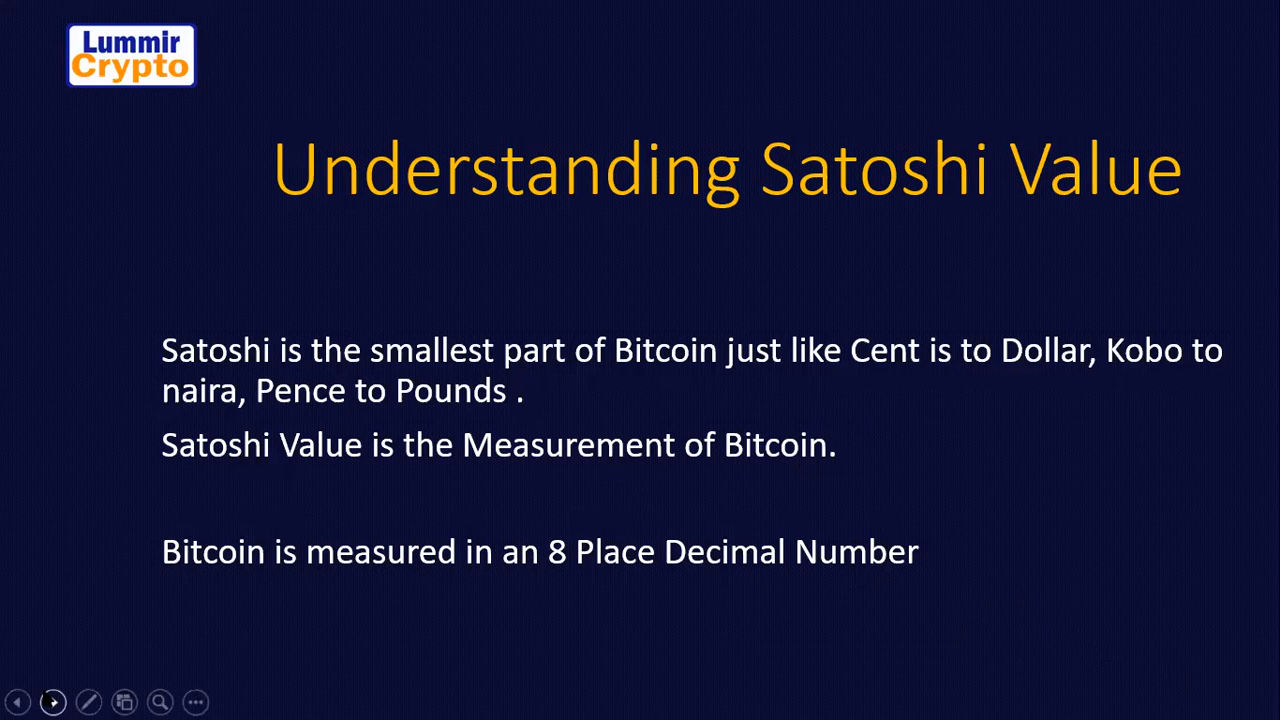 Lummir
Crypto
Understanding Satoshi Value
Satoshi is the smallest part of Bitcoin just like Cent is to Dollar, Kobo to
naira, Pence to Pounds .
Satoshi Value is the Measurement of Bitcoin.
Bitcoin is measured in an 8 Place Decimal Number